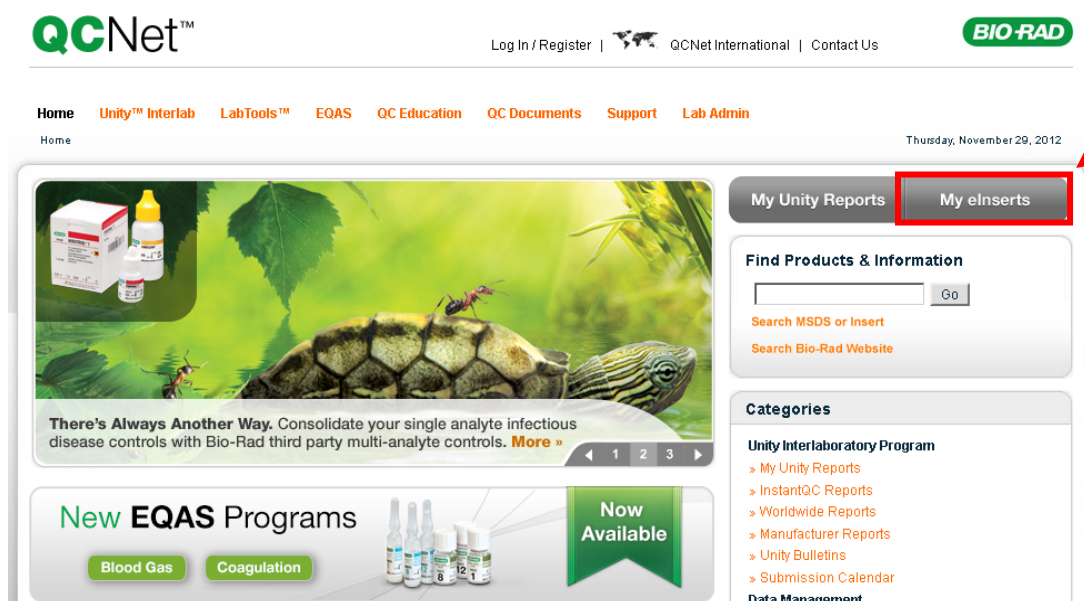 QCNet™
Log In / Register | QCNet International | Contact Us
BIO-RAD
Home Unity™ Interlab LabTools™ EQAS QC Education QC Documents Support Lab Admin
Home
Thursday, November 29, 2012
My Unity Reports My eInserts
Find Products & Information
Go
Search MSDS or Insert
Search Bio-Rad Website
There's Always Another Way. Consolidate your single analyte infectious
disease controls with Bio-Rad third party multi-analyte controls. More »
1 2 3
Categories
Unity Interlaboratory Program
» My Unity Reports
» InstantQC Reports
» Worldwide Reports
» Manufacturer Reports
» Unity Bulletins
» Submission Calendar
Data Management
New EQAS Programs
Blood Gas Coagulation
8 12 1
Now
Available